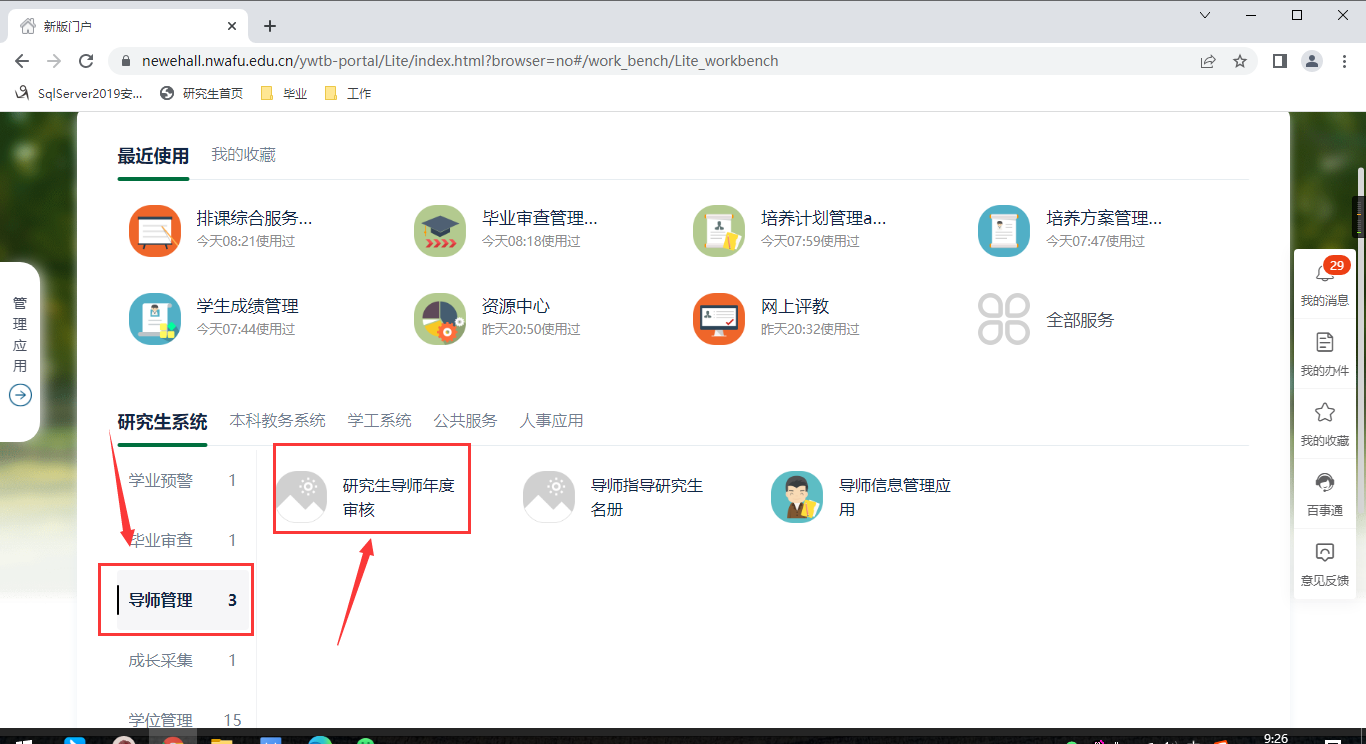 新版门户
newehall.nwafu.edu.cn/ywtb-portal/Lite/index.html?browser=no#/work_bench/Lite_workbench
SqlServer2019安... 研究生首页 毕业 工作
最近使用 我的收藏
排课综合服务... 毕业审查管理... 培养计划管理a... 培养方案管理...
今天08:21使用过 今天08:18使用过 今天07:59使用过 今天07:47使用过
学生成绩管理 资源中心 网上评教 全部服务
今天07:44使用过 昨天20:50使用过 昨天20:32使用过
管
理
应
用
29
我的消息
我的办件
我的收藏
百事通
意见反馈
研究生系统 本科教务系统 学工系统 公共服务 人事应用
学业预警 1
毕业审查 1
导师管理 3
成长采集 1
学位管理 15
研究生导师年度
审核
导师指导研究生
名册
导师信息管理应
用
9:26